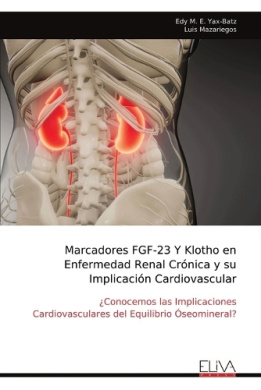 Edy M. E. Yax-Batz
Luis Mazariegos
Marcadores FGF-23 Y Klotho en
Enfermedad Renal Crónica y su
Implicación Cardiovascular
¿Conocemos las Implicaciones
Cardiovasculares del Equilibrio Óseomineral?
ELIVA
PRESS